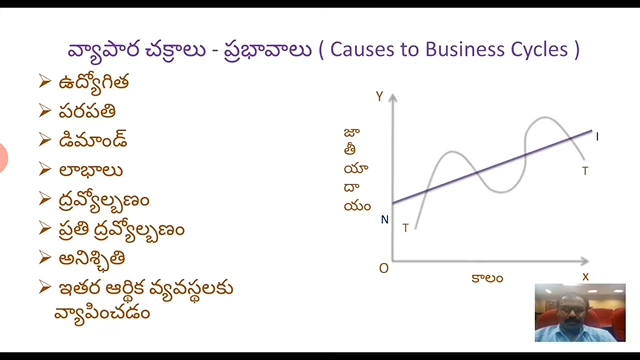 వ్యాపార చక్రాలు - ప్రభావాలు ( Causes to Business Cycles )
ఉద్యోగిత
పరపతి
డిమాండ్
లాభాలు
ద్రవ్యోల్బణం
ప్రతి ద్రవ్యోల్బణం
అనిశ్చితి
ఇతర ఆర్థిక వ్యవస్థలకు
వ్యాపించడం
Y
జా
తీ
యా
దా
యం
I
T
N
T
O
కాలం
X